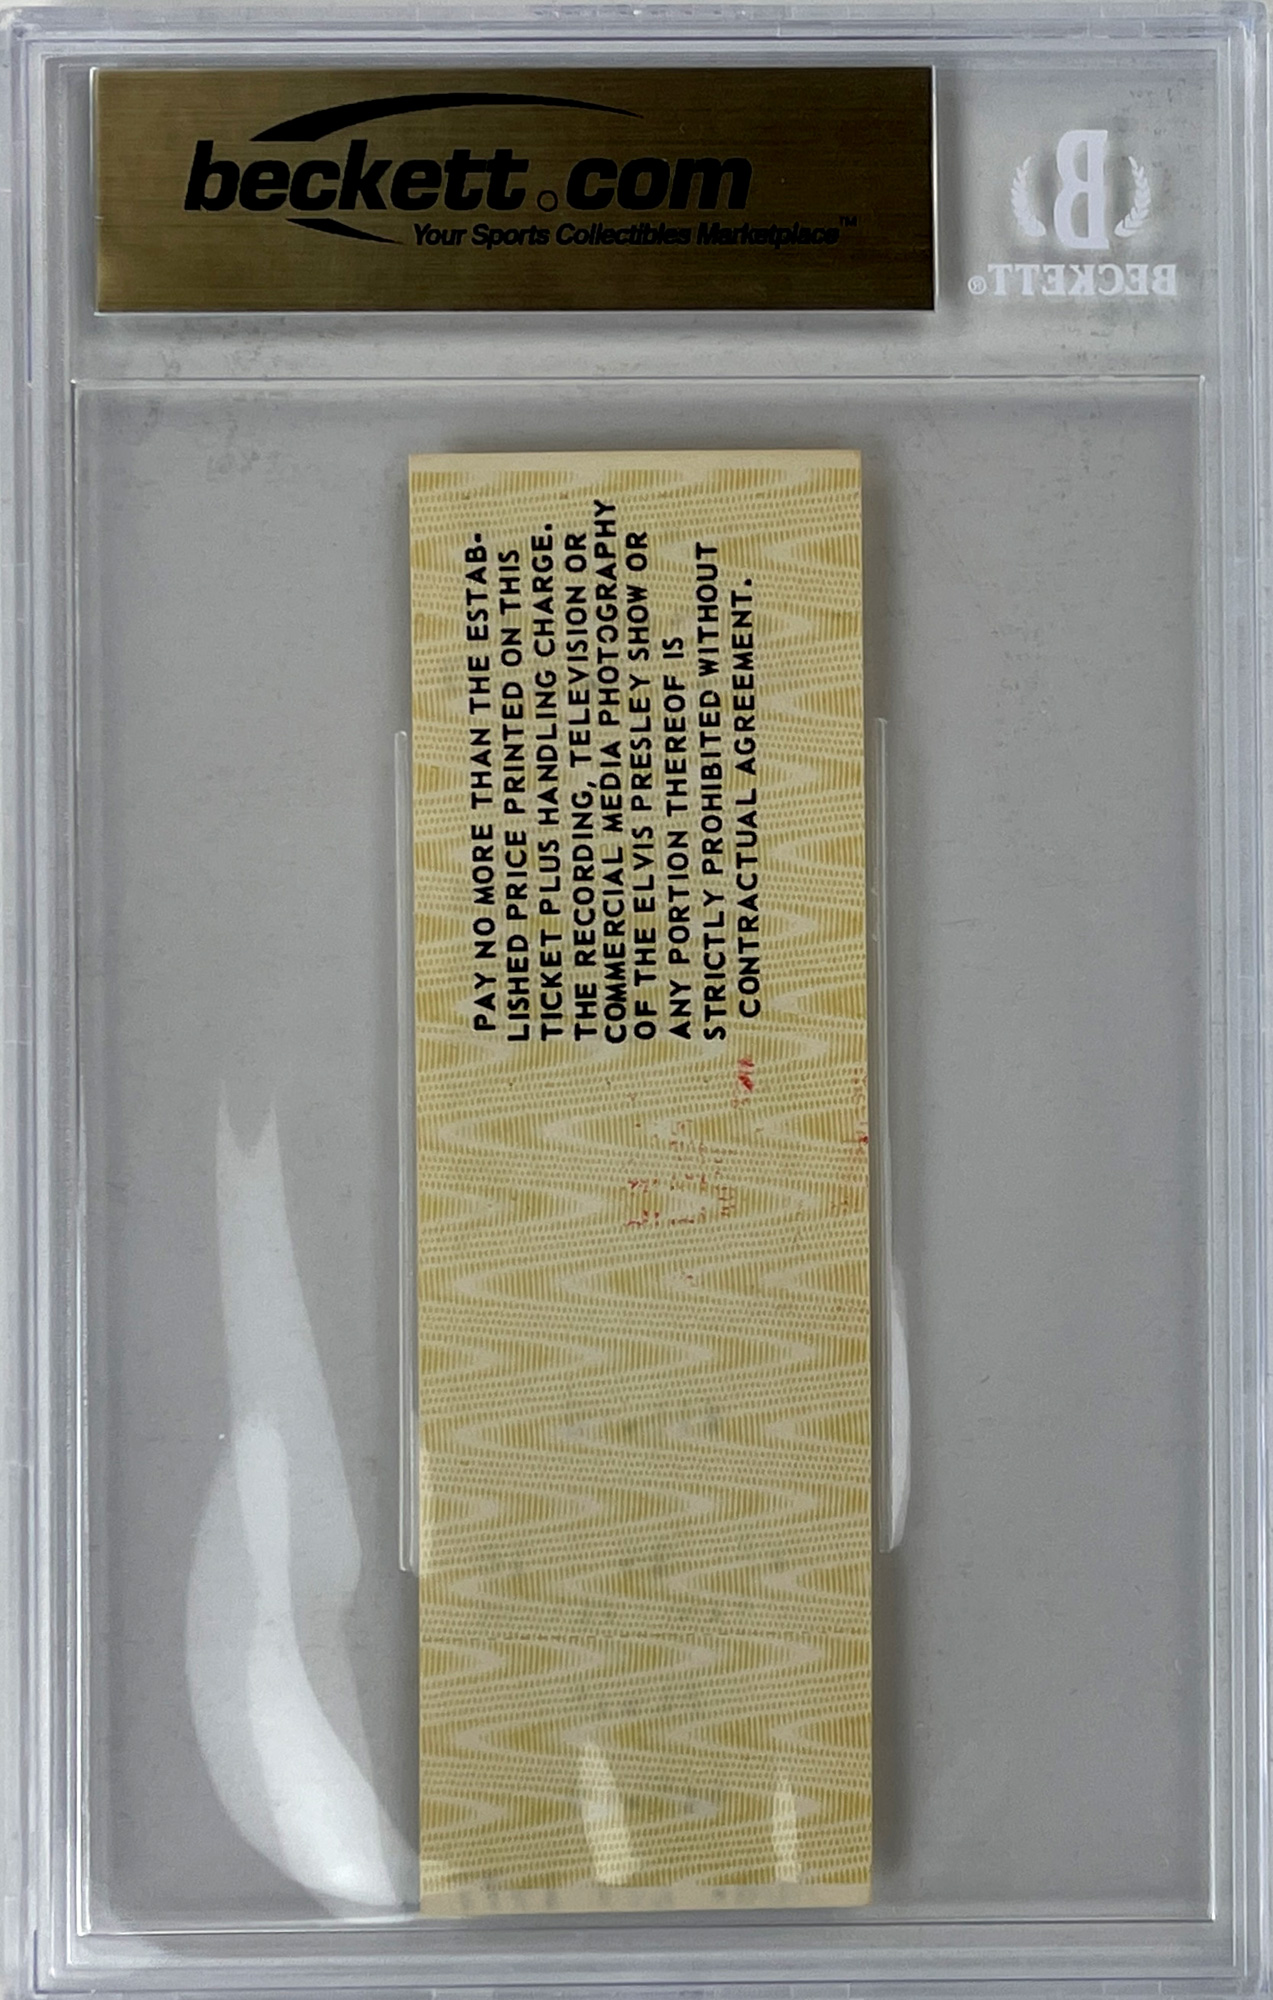 beckett.com
Your Sports Collectibles Marketplace™
B
BECKETT®
PAY NO MORE THAN THE ESTAB-
LISHED PRICE PRINTED ON THIS
TICKET PLUS HANDLING CHARGE.
THE RECORDING, TELEVISION OR
COMMERCIAL MEDIA PHOTOGRAPHY
OF THE ELVIS PRESLEY SHOW OR
ANY PORTION THEREOF IS
STRICTLY PROHIBITED WITHOUT
CONTRACTUAL AGREEMENT.